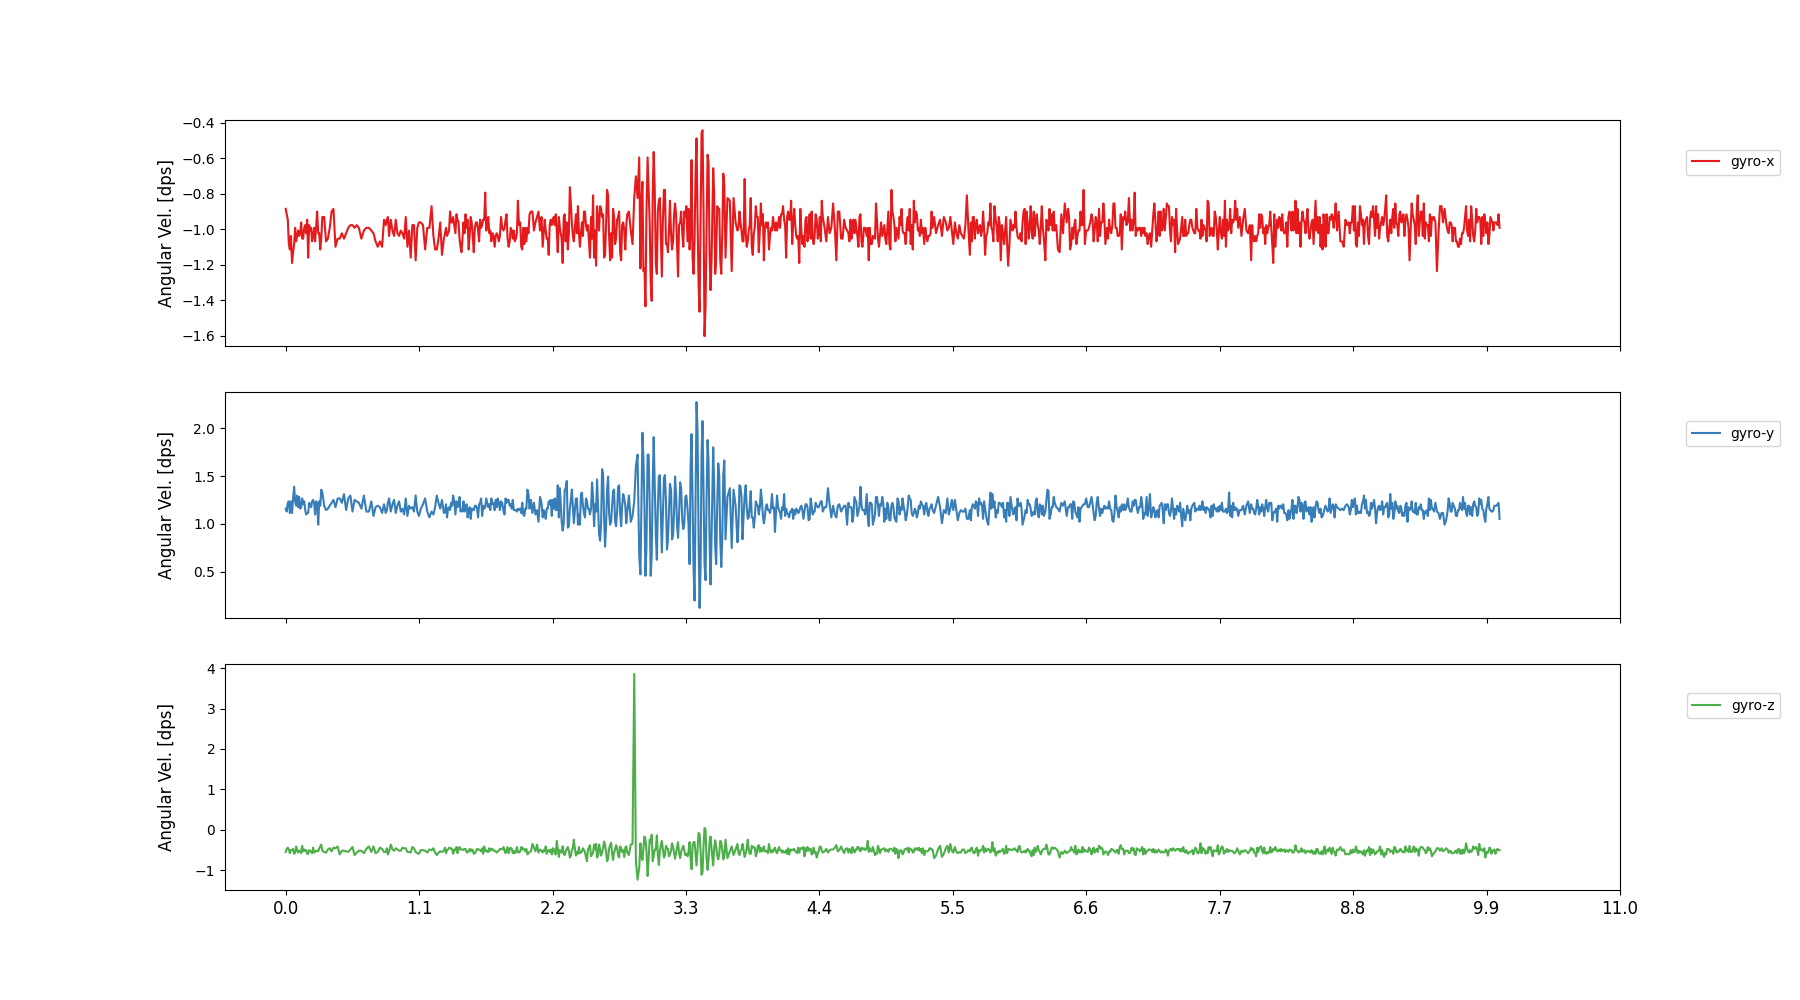 −0.4
−0.6
−0.8
−1.0
−1.2
−1.4
−1.6
Angular Vel. [dps]
gyro-x
2.0
1.5
1.0
0.5
Angular Vel. [dps]
gyro-y
4
3
2
1
0
−1
Angular Vel. [dps]
gyro-z
0.0 1.1 2.2 3.3 4.4 5.5 6.6 7.7 8.8 9.9 11.0